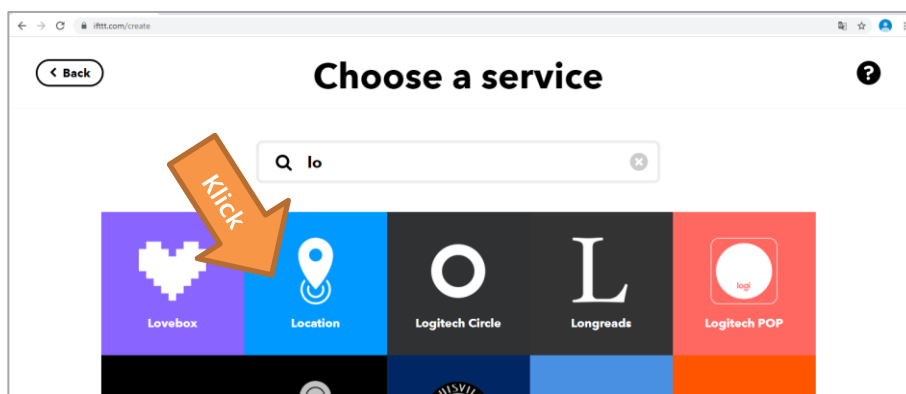 ifttt.com/create
Back
Choose a service
?
lo
Klick
Lovebox
Location
Logitech Circle
L
Longreads
logi
Logitech POP